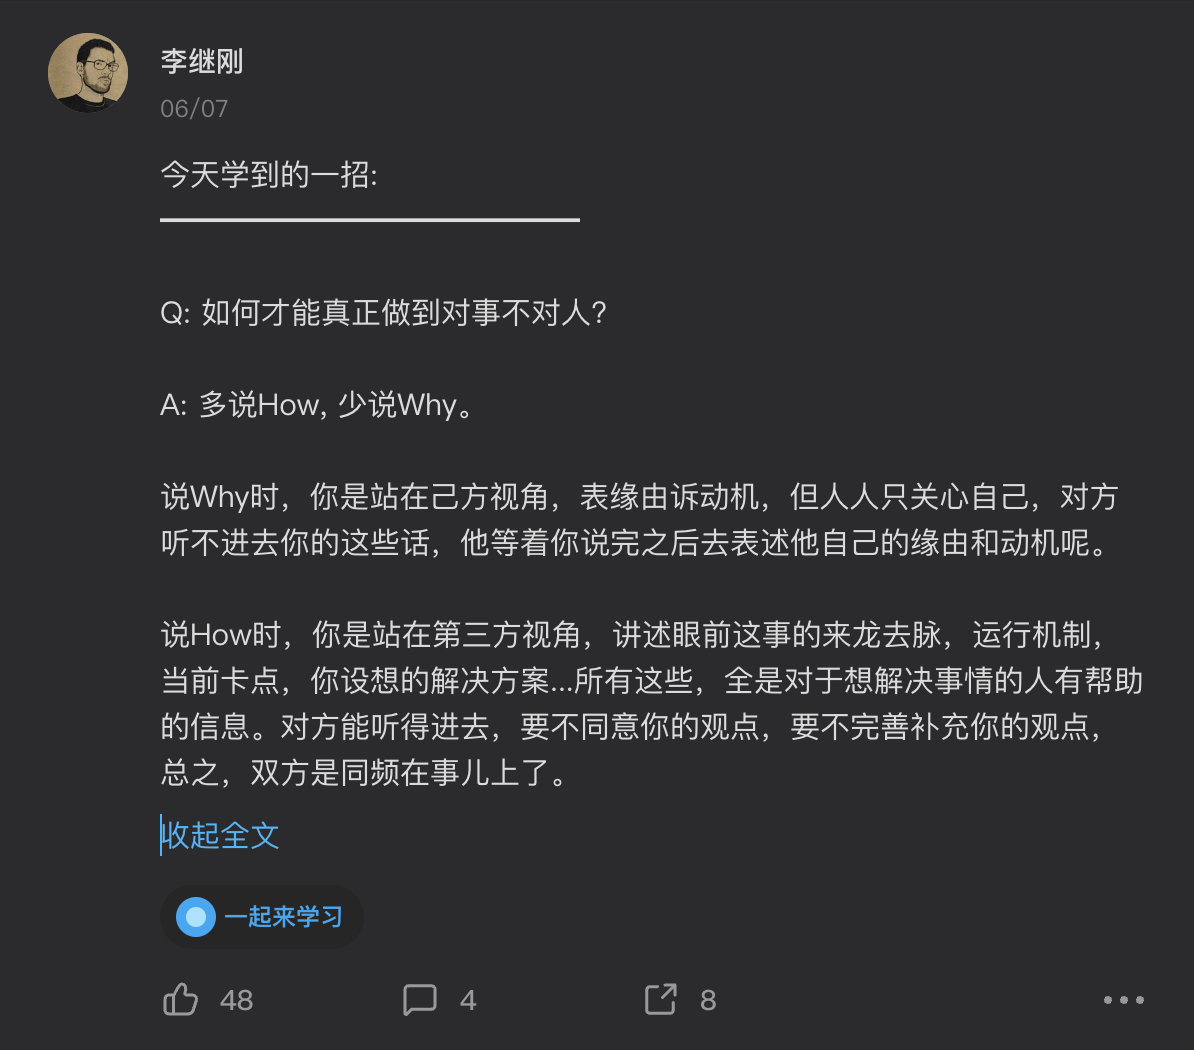 李继刚
06/07
今天学到的一招:
Q: 如何才能真正做到对事不对人?
A: 多说How, 少说Why。
说Why时，你是站在己方视角，表缘由诉动机，但人人只关心自己，对方
听不进去你的这些话，他等着你说完之后去表述他自己的缘由和动机呢。
说How时，你是站在第三方视角，讲述眼前这事的来龙去脉，运行机制，
当前卡点，你设想的解决方案...所有这些，全是对于想解决事情的人有帮助
的信息。对方能听得进去，要不同意你的观点，要不完善补充你的观点，
总之，双方是同频在事儿上了。
收起全文
一起来学习
48 4 8